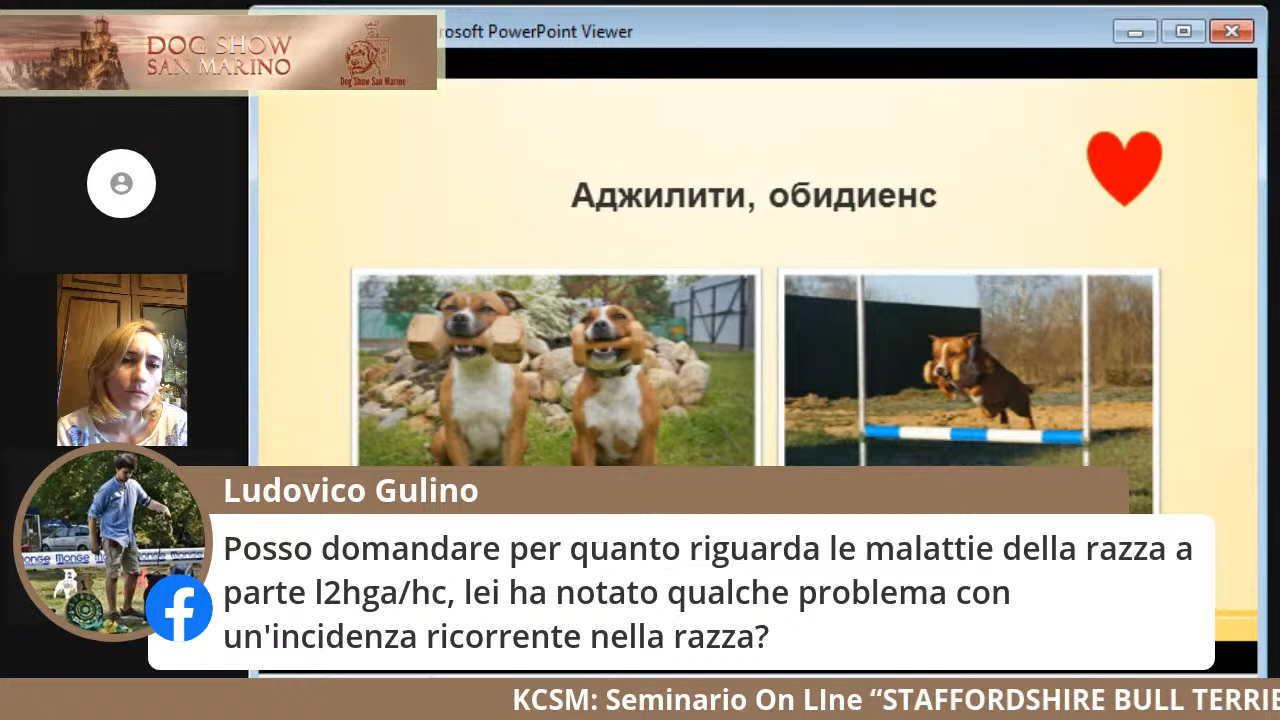 DOG SHOW
SAN MARINO
Dog Show San Marino
rosoft PowerPoint Viewer
Аджилити, обидиенс
Ludovico Gulino
Posso domandare per quanto riguarda le malattie della razza a
parte l2hga/hc, lei ha notato qualche problema con
un'incidenza ricorrente nella razza?
KCSM: Seminario On LIne “STAFFORDSHIRE BULL TERRIE